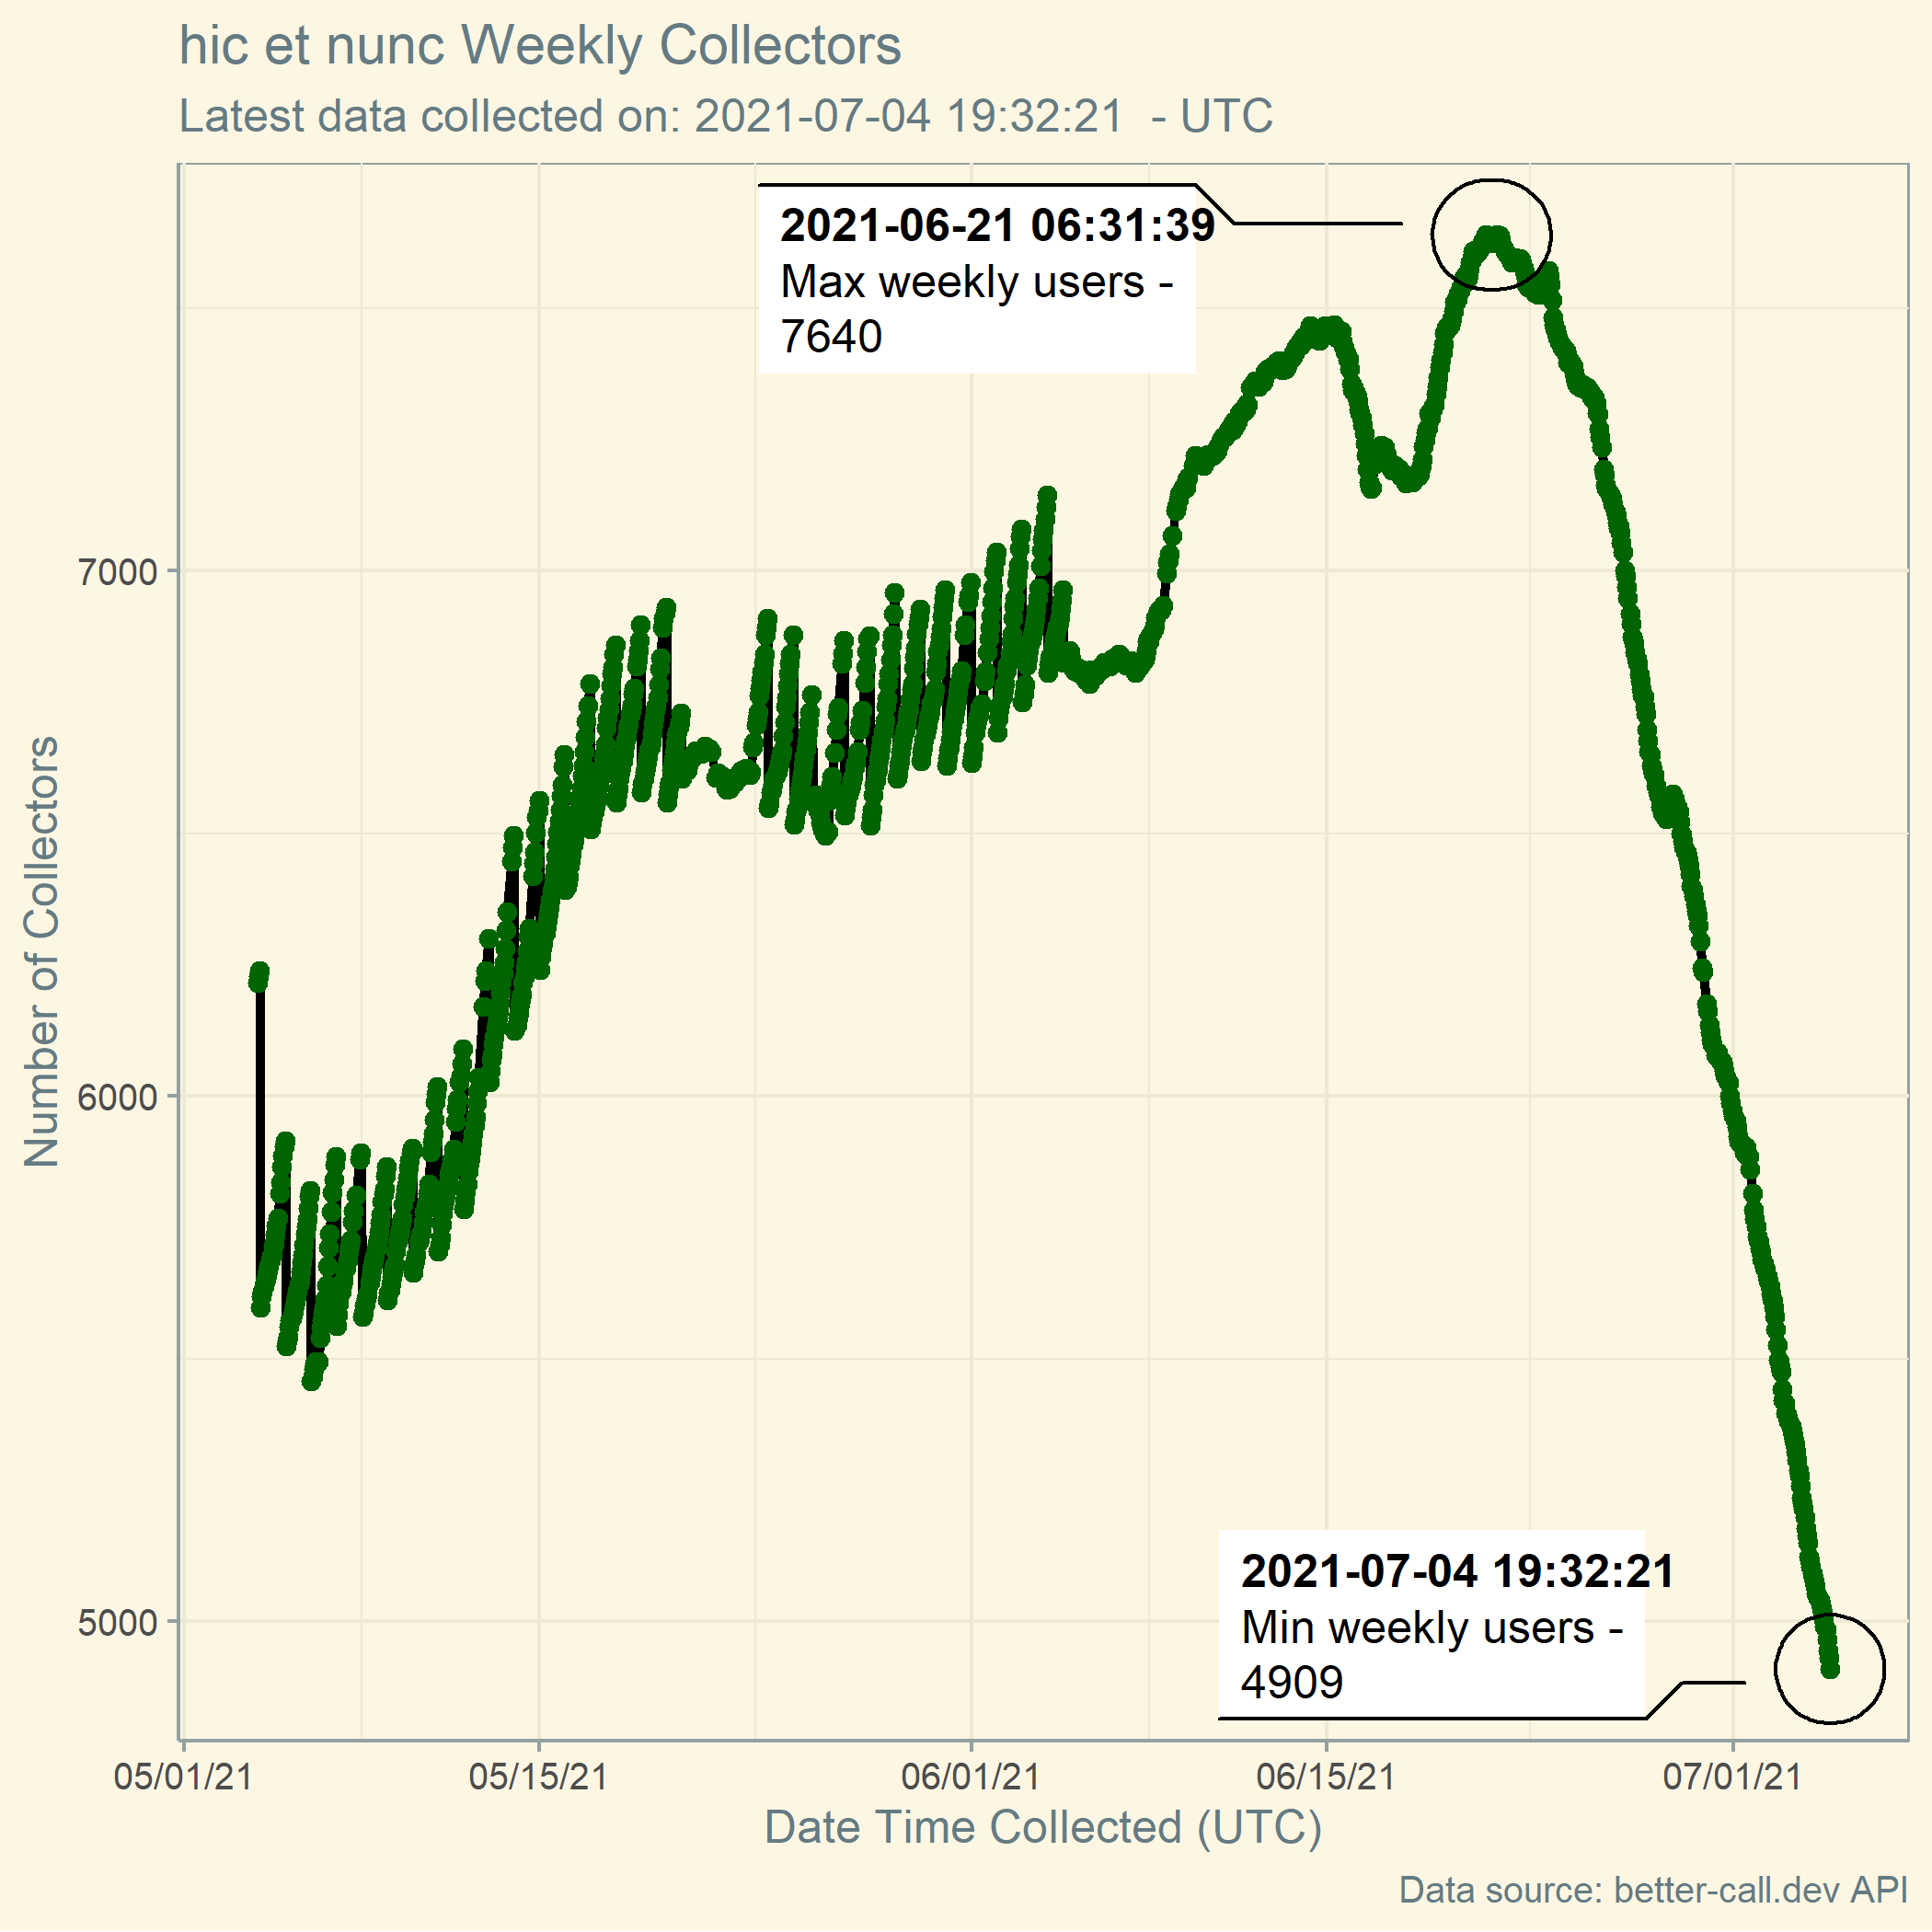 hic et nunc Weekly Collectors
Latest data collected on: 2021-07-04 19:32:21  - UTC
2021-06-21 06:31:39
Max weekly users -
7640
Number of Collectors
7000
6000
5000
2021-07-04 19:32:21
Min weekly users -
4909
05/01/21
05/15/21
06/01/21
06/15/21
07/01/21
Date Time Collected (UTC)
Data source: better-call.dev API